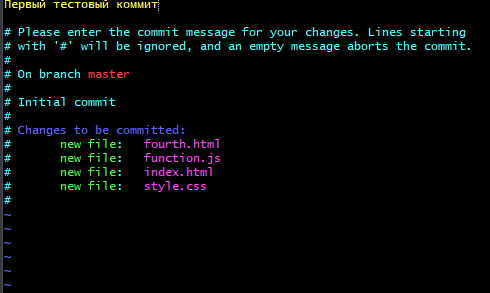 Первый тестовый коммит

# Please enter the commit message for your changes. Lines starting
# with '#' will be ignored, and an empty message aborts the commit.
#
# On branch master
#
# Initial commit
#
# Changes to be committed:
#       new file:   fourth.html
#       new file:   function.js
#       new file:   index.html
#       new file:   style.css
#
~
~
~
~
~
~